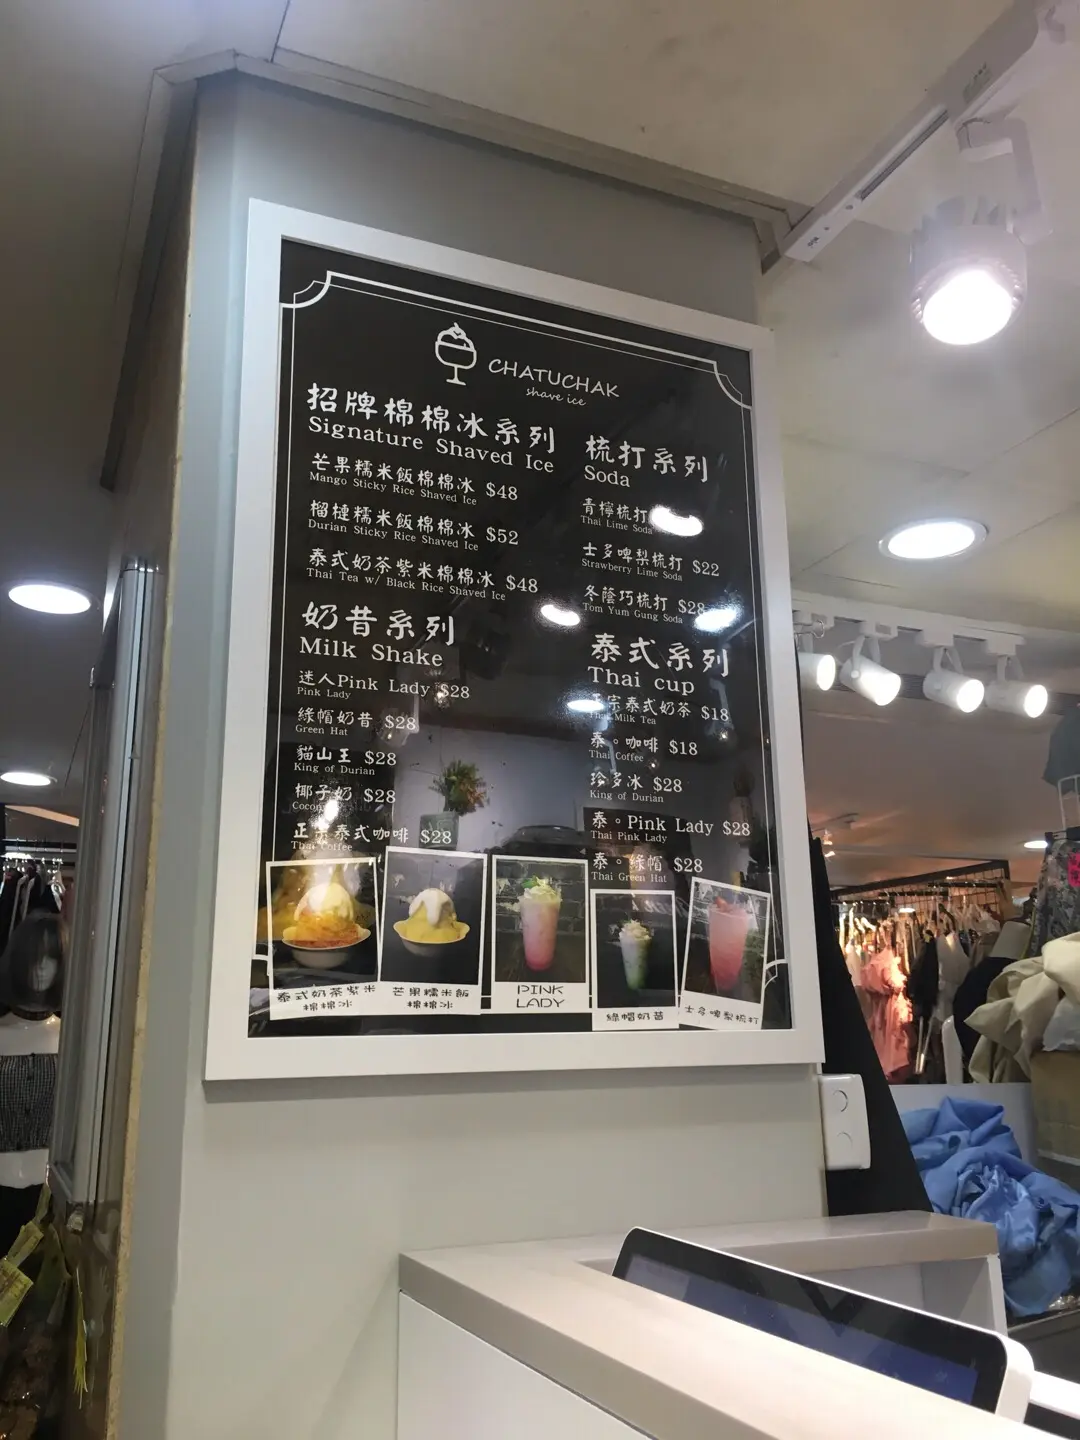 CHATUCHAK
shave ice
招牌棉棉冰系列
Signature Shaved Ice
芒果糯米飯棉棉冰 $48
Mango Sticky Rice Shaved Ice
榴槤糯米飯棉棉冰 $52
Durian Sticky Rice Shaved Ice
泰式奶茶紫米棉棉冰 $48
Thai Tea w/ Black Rice Shaved Ice
奶昔系列
Milk Shake
迷人Pink Lady $28
Pink Lady
綠帽奶昔 $28
Green Hat
貓山王 $28
King of Durian
椰子奶 $28
正宗泰式咖啡 $28
Thai Coffee
梳打系列
Soda
青檸梳打
Thai Lime Soda
士多啤梨梳打 $22
Strawberry Lime Soda
冬蔭巧梳打 $28
Tom Yum Gung Soda
泰式系列
Thai cup
正宗泰式奶茶 $18
Thai Milk Tea
泰。咖啡 $18
Thai Coffee
珍多冰 $28
King of Durian
泰。Pink Lady $28
Thai Pink Lady
泰。綠帽 $28
Thai Green Hat
泰式奶茶紫米
棉棉冰
芒果糯米飯
棉棉冰
PINK
LADY
綠帽奶昔
士多啤梨梳打